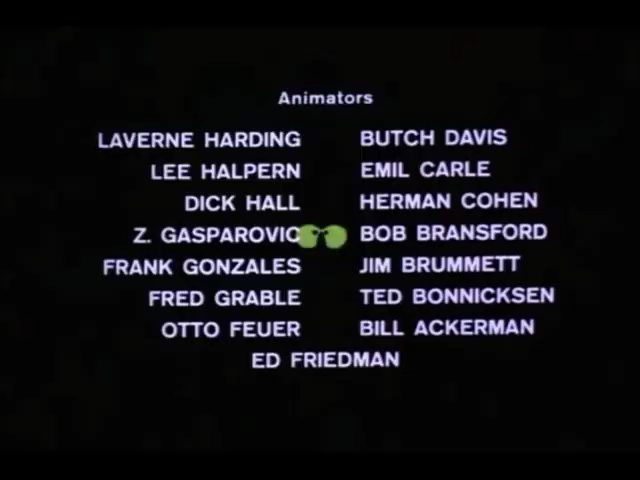 Animators
LAVERNE HARDING BUTCH DAVIS
LEE HALPERN EMIL CARLE
DICK HALL HERMAN COHEN
Z. GASPAROVIC BOB BRANSFORD
FRANK GONZALES JIM BRUMMETT
FRED GRABLE TED BONNICKSEN
OTTO FEUER BILL ACKERMAN
ED FRIEDMAN